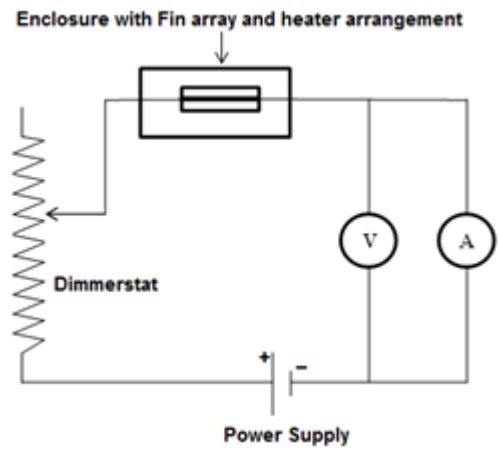 Enclosure with Fin array and heater arrangement
V
A
Dimmerstat
+
−
Power Supply